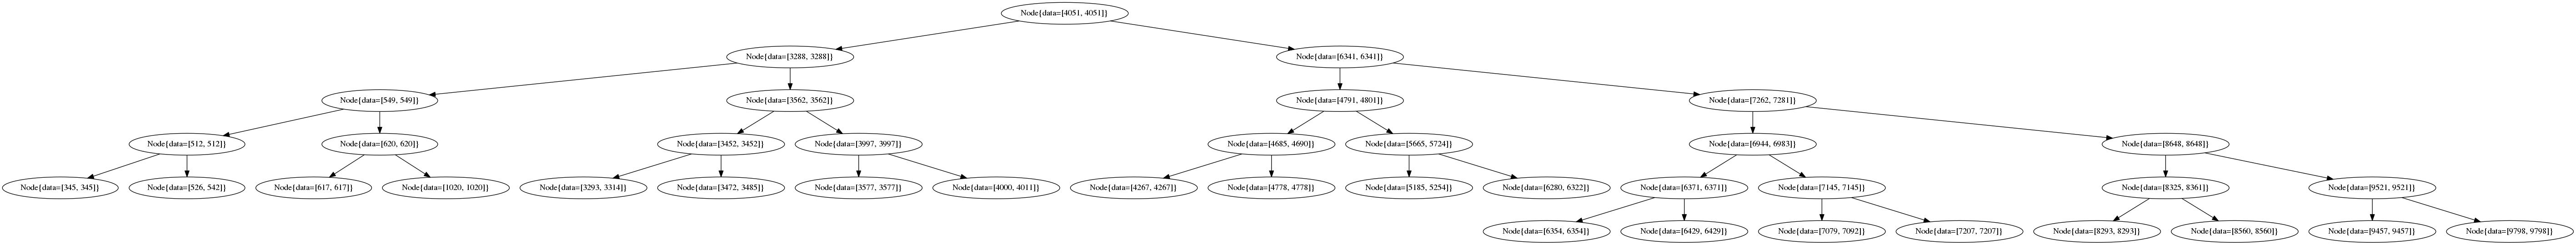 Node{data=[4051, 4051]}
Node{data=[3288, 3288]}
Node{data=[6341, 6341]}
Node{data=[549, 549]}
Node{data=[3562, 3562]}
Node{data=[4791, 4801]}
Node{data=[7262, 7281]}
Node{data=[512, 512]}
Node{data=[620, 620]}
Node{data=[3452, 3452]}
Node{data=[3997, 3997]}
Node{data=[4685, 4690]}
Node{data=[5665, 5724]}
Node{data=[6944, 6983]}
Node{data=[8648, 8648]}
Node{data=[345, 345]}
Node{data=[526, 542]}
Node{data=[617, 617]}
Node{data=[1020, 1020]}
Node{data=[3293, 3314]}
Node{data=[3472, 3485]}
Node{data=[3577, 3577]}
Node{data=[4000, 4011]}
Node{data=[4267, 4267]}
Node{data=[4778, 4778]}
Node{data=[5185, 5254]}
Node{data=[6280, 6322]}
Node{data=[6371, 6371]}
Node{data=[7145, 7145]}
Node{data=[8325, 8361]}
Node{data=[9521, 9521]}
Node{data=[6354, 6354]}
Node{data=[6429, 6429]}
Node{data=[7079, 7092]}
Node{data=[7207, 7207]}
Node{data=[8293, 8293]}
Node{data=[8560, 8560]}
Node{data=[9457, 9457]}
Node{data=[9798, 9798]}